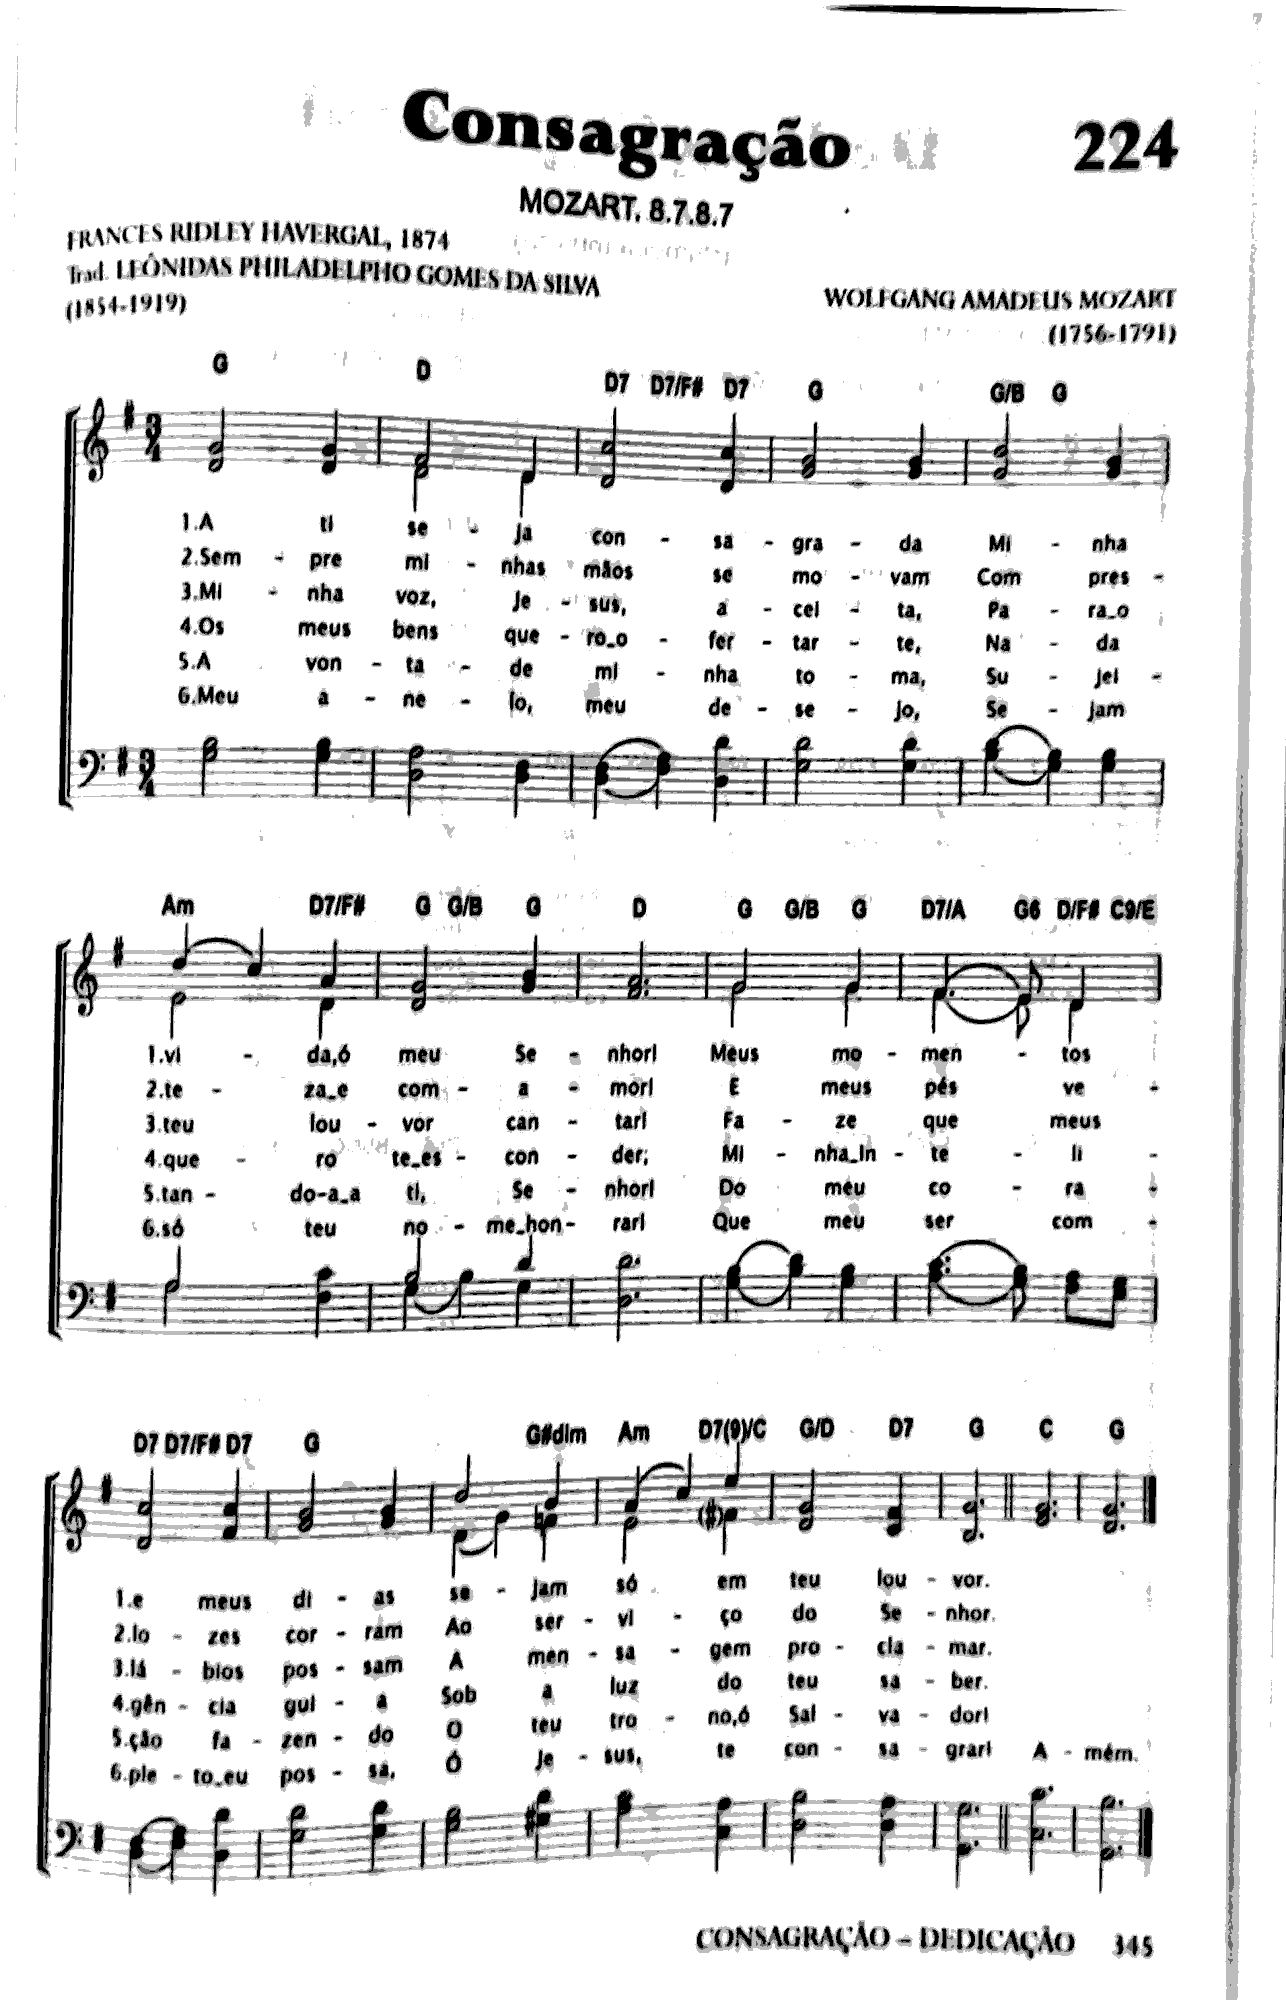 Consagração
224
MOZART. 8.7.8.7
FRANCES RIDLEY HAVERGAL, 1874
Trad. LEÔNIDAS PHILADELPHO GOMES DA SILVA
(1854-1919)
WOLFGANG AMADEUS MOZART
(1756-1791)
G D D7 D7/F# D7 G G/B G
1.A ti se - ja con - sa - gra - da Mi - nha
2.Sem - pre mi - nhas mãos se mo - vam Com pres -
3.Mi - nha voz, Je - sus, a - cei - ta, Pa - ra_o
4.Os meus bens que - ro_o - fer - tar - te, Na - da
5.A von - ta - de mi - nha to - ma, Su - jei -
6.Meu a - ne - lo, meu de - se - jo, Se - jam
Am D7/F# G G/B G D G G/B G D7/A G6 D/F# C9/E
1.vi - da,ó meu Se - nhor! Meus mo - men - tos
2.te - za_e com - a - mor! E meus pés ve -
3.teu lou - vor can - tar! Fa - ze que meus
4.que - ro te_es - con - der; Mi - nha_in - te - li -
5.tan - do-a_a ti, Se - nhor! Do meu co - ra -
6.só teu no - me_hon - rar! Que meu ser com -
D7 D7/F# D7 G G#dim Am D7(9)/C G/D D7 G C G
1.e meus di - as se - jam só em teu lou - vor.
2.lo - zes cor - ram Ao ser - vi - ço do Se - nhor.
3.lá - bios pos - sam A men - sa - gem pro - cla - mar.
4.gên - cia gui - a Sob a luz do teu sa - ber.
5.ção fa - zen - do O teu tro - no,ó Sal - va - dor!
6.ple - to_eu pos - sa, Ó Je - sus, te con - sa - grar! A - mém.
CONSAGRAÇÃO – DEDICAÇÃO 345